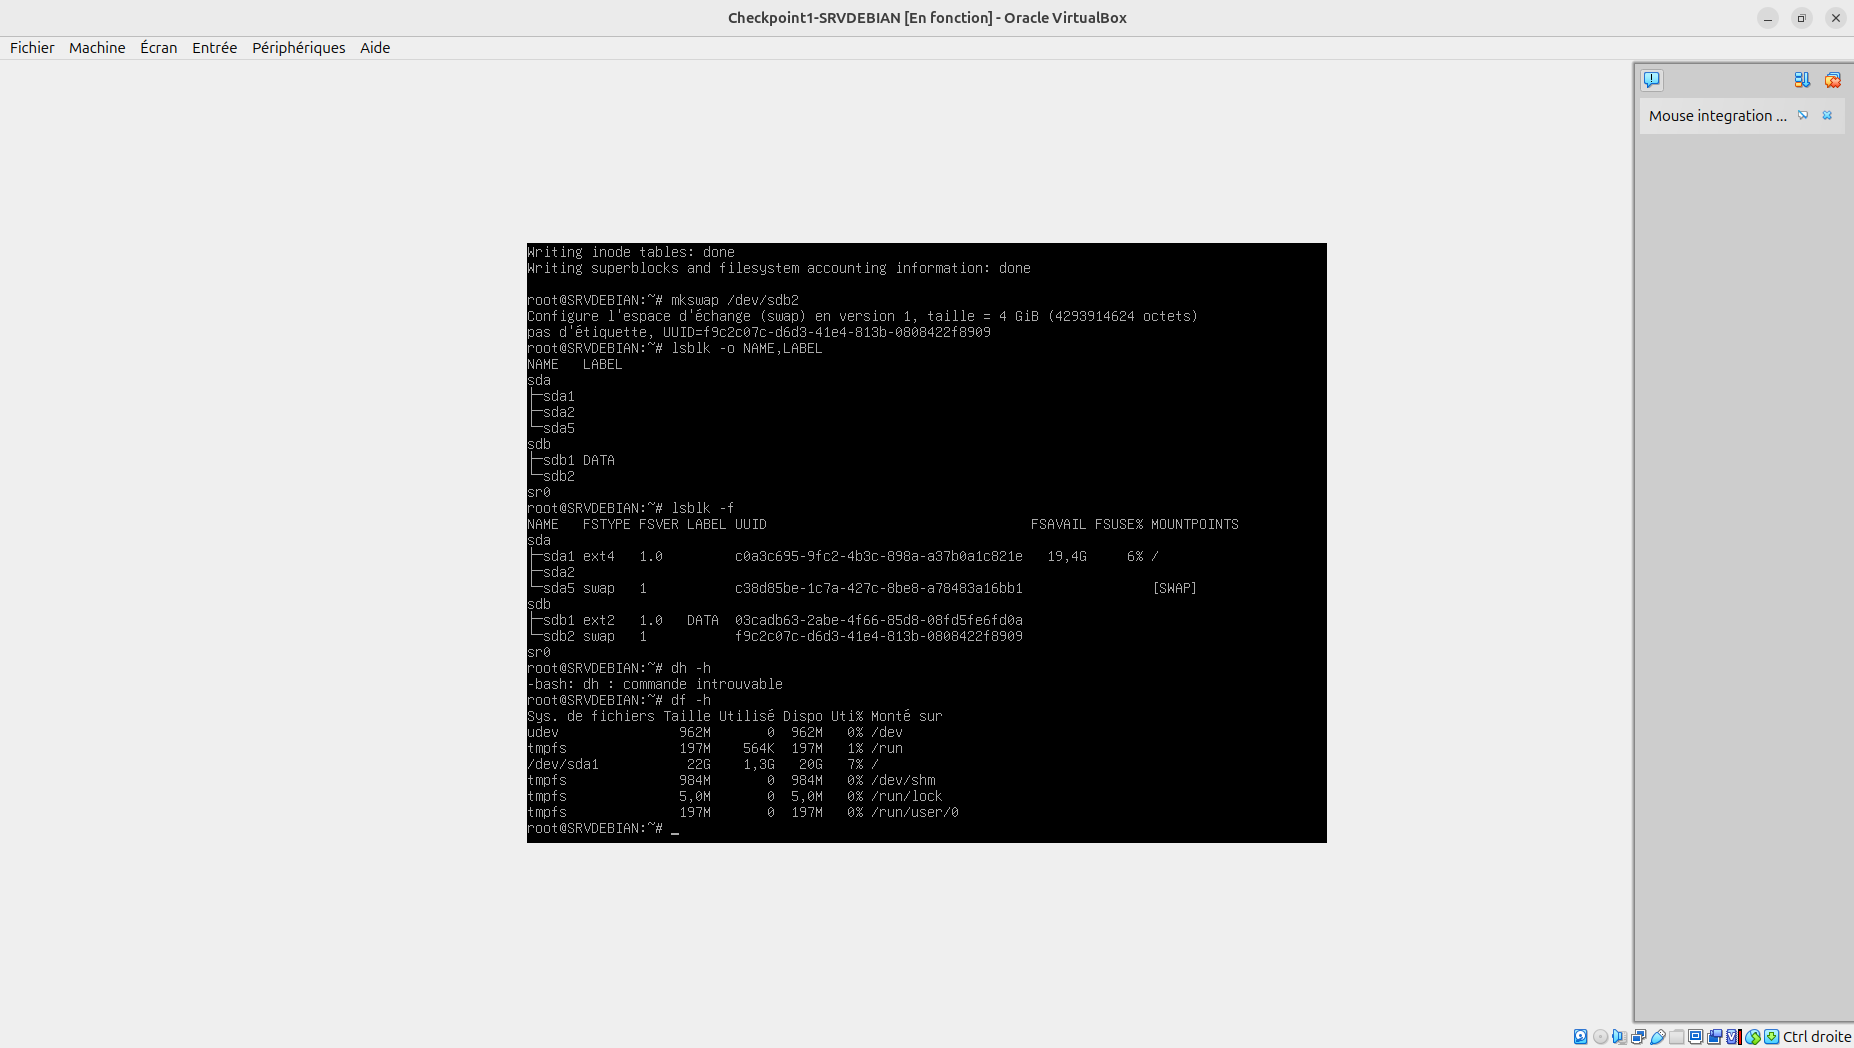 Checkpoint1-SRVDEBIAN [En fonction] - Oracle VirtualBox
Fichier Machine Écran Entrée Périphériques Aide
Mouse integration ...
Writing inode tables: done
Writing superblocks and filesystem accounting information: done
root@SRVDEBIAN:~# mkswap /dev/sdb2
Configure l'espace d'échange (swap) en version 1, taille = 4 GiB (4293914624 octets)
pas d'étiquette, UUID=f9c2c07c-d6d3-41e4-813b-0808422f8909
root@SRVDEBIAN:~# lsblk -o NAME,LABEL
NAME   LABEL
sda
├─sda1
├─sda2
└─sda5
sdb
├─sdb1 DATA
└─sdb2
sr0
root@SRVDEBIAN:~# lsblk -f
NAME   FSTYPE FSVER LABEL UUID                                 FSAVAIL FSUSE% MOUNTPOINTS
sda
├─sda1 ext4   1.0         c0a3c695-9fc2-4b3c-898a-a37b0a1c821e   19,4G     6% /
├─sda2
└─sda5 swap   1           c38d85be-1c7a-427c-8be8-a78483a16bb1                [SWAP]
sdb
├─sdb1 ext2   1.0   DATA  03cadb63-2abe-4f66-85d8-08fd5fe6fd0a
└─sdb2 swap   1           f9c2c07c-d6d3-41e4-813b-0808422f8909
sr0
root@SRVDEBIAN:~# dh -h
-bash: dh : commande introuvable
root@SRVDEBIAN:~# df -h
Sys. de fichiers Taille Utilisé Dispo Uti% Monté sur
udev               962M       0  962M   0% /dev
tmpfs              197M    564K  197M   1% /run
/dev/sda1           22G    1,3G   20G   7% /
tmpfs              984M       0  984M   0% /dev/shm
tmpfs              5,0M       0  5,0M   0% /run/lock
tmpfs              197M       0  197M   0% /run/user/0
root@SRVDEBIAN:~# _
Ctrl droite